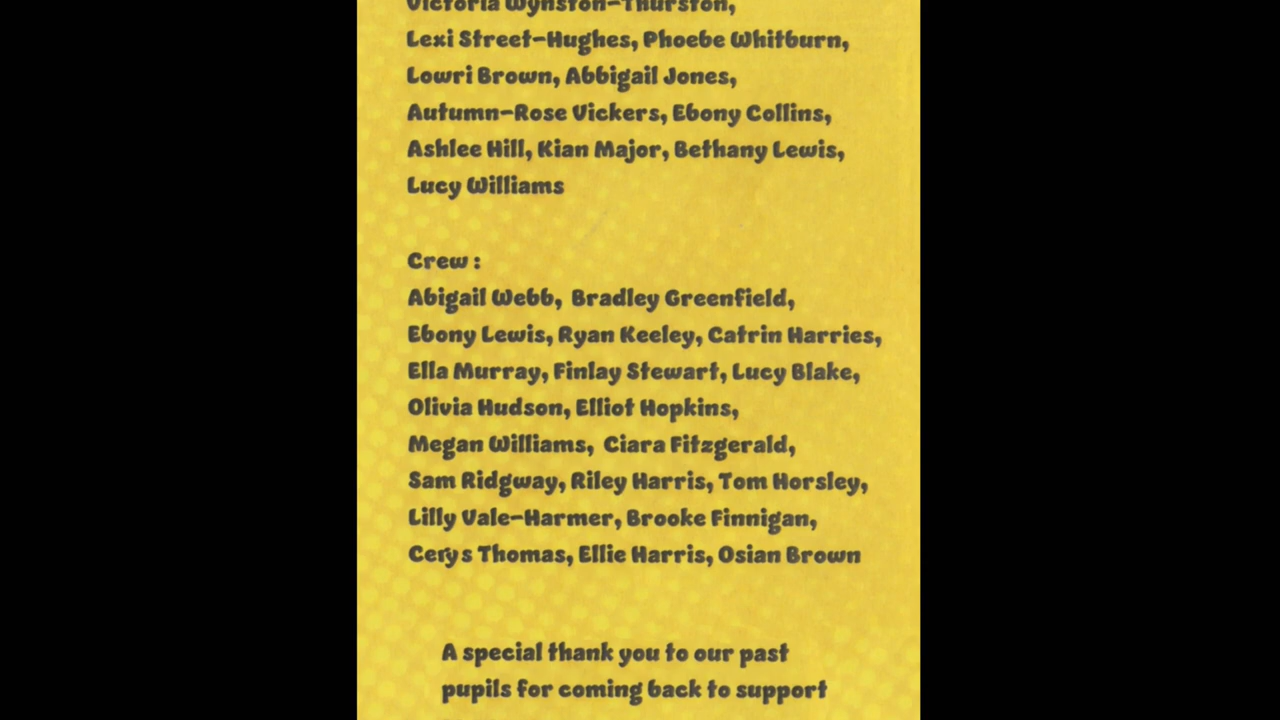 Victoria Wynston-Thurston,
Lexi Street-Hughes, Phoebe Whitburn,
Lowri Brown, Abbigail Jones,
Autumn-Rose Vickers, Ebony Collins,
Ashlee Hill, Kian Major, Bethany Lewis,
Lucy Williams
Crew :
Abigail Webb, Bradley Greenfield,
Ebony Lewis, Ryan Keeley, Catrin Harries,
Ella Murray, Finlay Stewart, Lucy Blake,
Olivia Hudson, Elliot Hopkins,
Megan Williams, Ciara Fitzgerald,
Sam Ridgway, Riley Harris, Tom Horsley,
Lilly Vale-Harmer, Brooke Finnigan,
Cerys Thomas, Ellie Harris, Osian Brown
A special thank you to our past
pupils for coming back to support